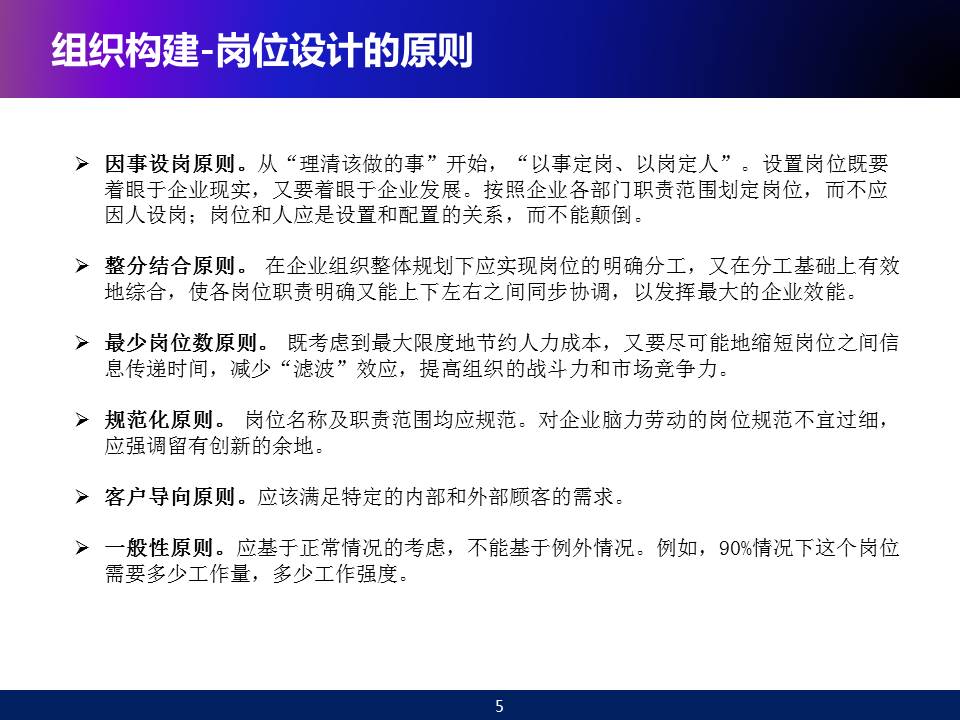 组织构建-岗位设计的原则
➢ 因事设岗原则。从“理清该做的事”开始，“以事定岗、以岗定人”。设置岗位既要
着眼于企业现实，又要着眼于企业发展。按照企业各部门职责范围划定岗位，而不应
因人设岗；岗位和人应是设置和配置的关系，而不能颠倒。
➢ 整分结合原则。 在企业组织整体规划下应实现岗位的明确分工，又在分工基础上有效
地综合，使各岗位职责明确又能上下左右之间同步协调，以发挥最大的企业效能。
➢ 最少岗位数原则。 既考虑到最大限度地节约人力成本，又要尽可能地缩短岗位之间信
息传递时间，减少“滤波”效应，提高组织的战斗力和市场竞争力。
➢ 规范化原则。 岗位名称及职责范围均应规范。对企业脑力劳动的岗位规范不宜过细，
应强调留有创新的余地。
➢ 客户导向原则。应该满足特定的内部和外部顾客的需求。
➢ 一般性原则。应基于正常情况的考虑，不能基于例外情况。例如，90%情况下这个岗位
需要多少工作量，多少工作强度。
5